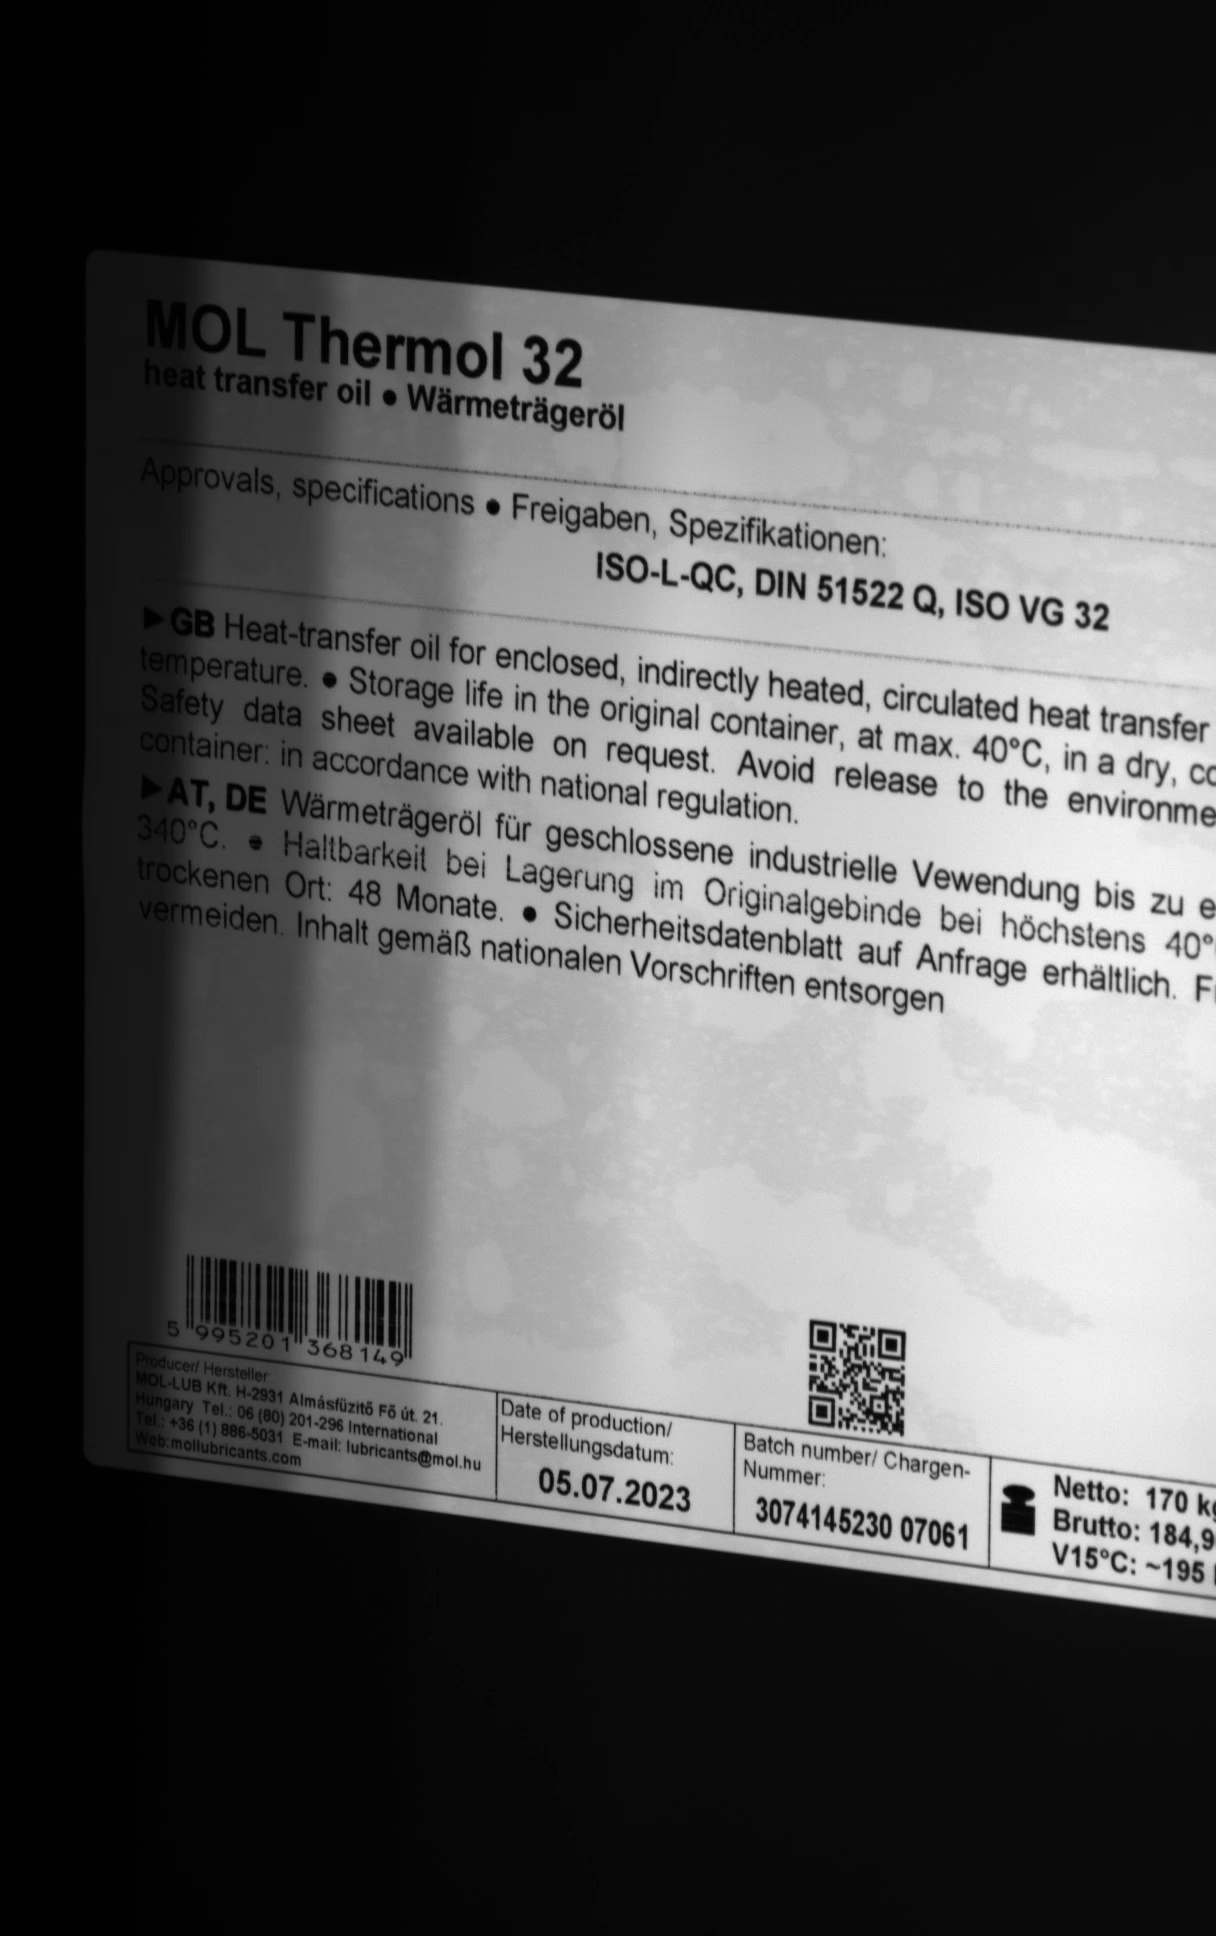 MOL Thermol 32
heat transfer oil ● Wärmeträgeröl
Approvals, specifications ● Freigaben, Spezifikationen:
ISO-L-QC, DIN 51522 Q, ISO VG 32
►GB Heat-transfer oil for enclosed, indirectly heated, circulated heat transfer
temperature. ● Storage life in the original container, at max. 40°C, in a dry,
Safety data sheet available on request. Avoid release to the
container: in accordance with national regulation.
►AT, DE Wärmeträgeröl für geschlossene industrielle Vewendung bis zu
340°C. ● Haltbarkeit bei Lagerung im Originalgebinde bei höchstens 40°
trockenen Ort: 48 Monate. ● Sicherheitsdatenblatt auf Anfrage erhältlich.
vermeiden. Inhalt gemäß nationalen Vorschriften entsorgen
5 995201 368149
Producer/ Hersteller:
MOL-LUB Kft. H-2931 Almásfüzitő Fő út. 21.
Hungary Tel.: 06 (80) 201-296 International
Tel.: +36 (1) 886-5031 E-mail: lubricants@mol.hu
Web:mollubricants.com
Date of production/
Herstellungsdatum:
05.07.2023
Batch number/ Chargen-
Nummer:
3074145230 07061
Netto: 170 kg
Brutto: 184,9
V15°C: ~195